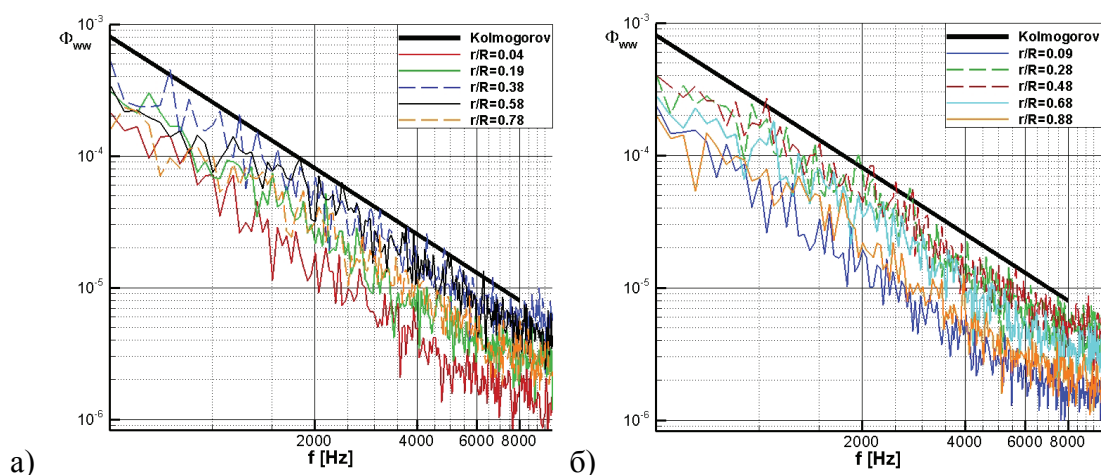 10⁻³
Φww
Kolmogorov
r/R=0.04
r/R=0.19
r/R=0.38
r/R=0.58
r/R=0.78
10⁻⁴
10⁻⁵
10⁻⁶
2000 4000 6000 8000
f [Hz]
а)
10⁻³
Φww
Kolmogorov
r/R=0.09
r/R=0.28
r/R=0.48
r/R=0.68
r/R=0.88
10⁻⁴
10⁻⁵
10⁻⁶
2000 4000 6000 8000
f [Hz]
б)